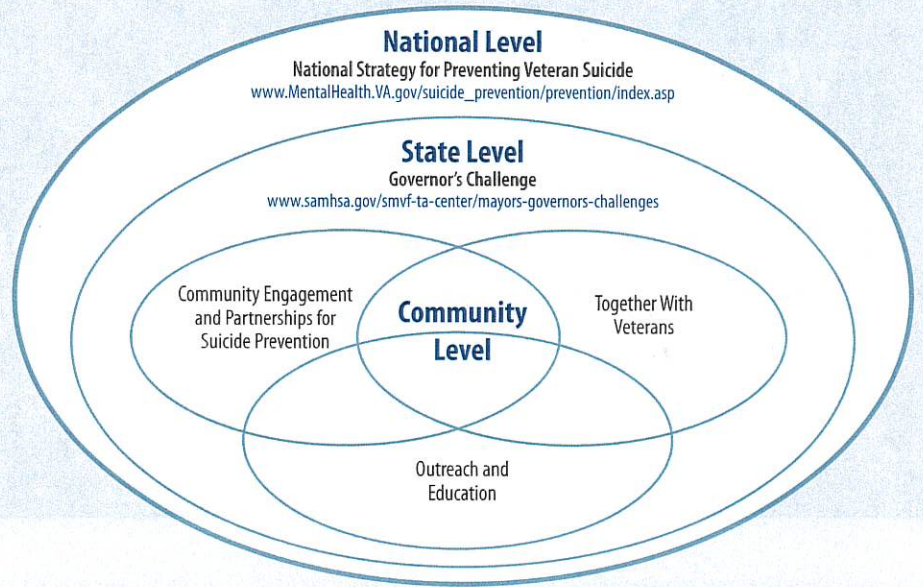 National Level
National Strategy for Preventing Veteran Suicide
www.MentalHealth.VA.gov/suicide_prevention/prevention/index.asp
State Level
Governor's Challenge
www.samhsa.gov/smvf-ta-center/mayors-governors-challenges
Community Engagement
and Partnerships for
Suicide Prevention
Community
Level
Together With
Veterans
Outreach and
Education